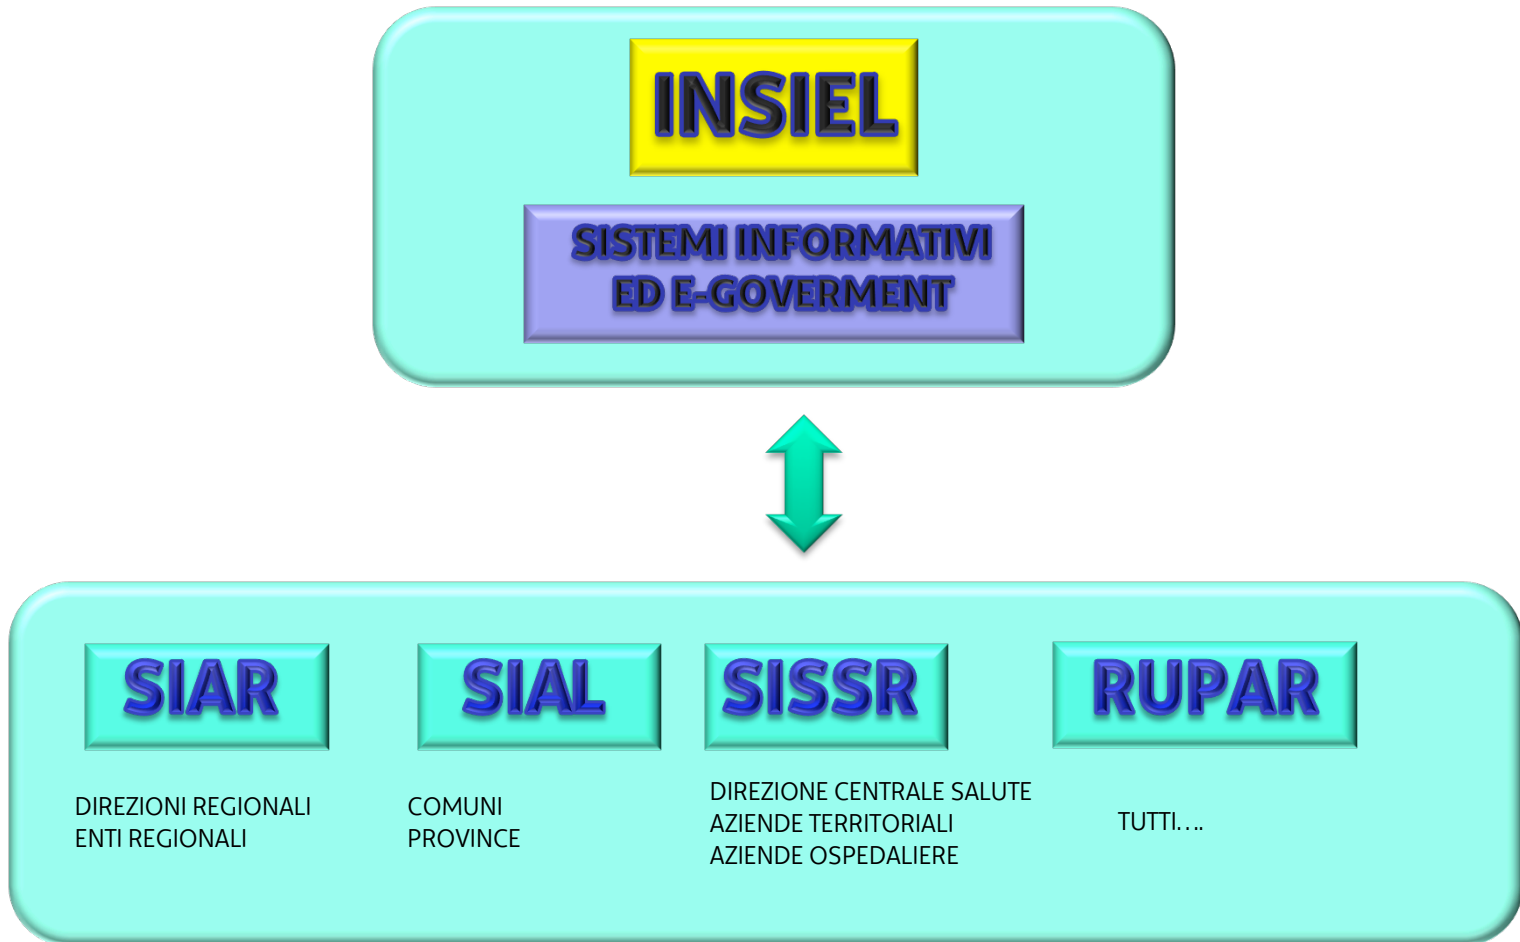 INSIEL
SISTEMI INFORMATIVI
ED E-GOVERMENT
SIAR
SIAL
SISSR
RUPAR
DIREZIONI REGIONALI
ENTI REGIONALI
COMUNI
PROVINCE
DIREZIONE CENTRALE SALUTE
AZIENDE TERRITORIALI
AZIENDE OSPEDALIERE
TUTTI....